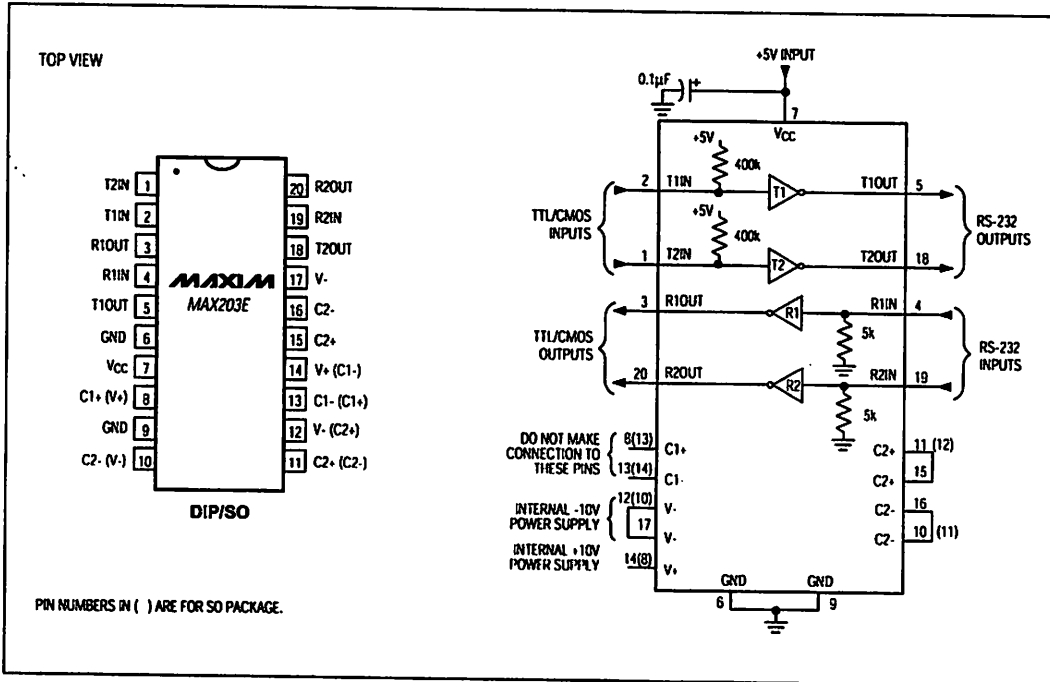 TOP VIEW
T2IN 1
T1IN 2
R1OUT 3
R1IN 4
T1OUT 5
GND 6
VCC 7
C1+ (V+) 8
GND 9
C2- (V-) 10
20 R2OUT
19 R2IN
18 T2OUT
17 V-
16 C2-
15 C2+
14 V+ (C1-)
13 C1- (C1+)
12 V- (C2+)
11 C2+ (C2-)
MAXIM
MAX203E
DIP/SO
PIN NUMBERS IN ( ) ARE FOR SO PACKAGE.
+5V INPUT
0.1µF +
7
VCC
+5V
400k
2 T1IN T1 T1OUT 5
+5V
400k
1 T2IN T2 T2OUT 18
TTL/CMOS
INPUTS
RS-232
OUTPUTS
3 R1OUT R1 R1IN 4
5k
20 R2OUT R2 R2IN 19
5k
TTL/CMOS
OUTPUTS
RS-232
INPUTS
DO NOT MAKE
CONNECTION TO
THESE PINS
8(13) C1+
13(14) C1-
INTERNAL -10V
POWER SUPPLY
12(10) V-
17 V-
INTERNAL +10V
POWER SUPPLY
14(8) V+
C2+ 11 (12)
C2+ 15
C2- 16
C2- 10 (11)
GND GND
6 9